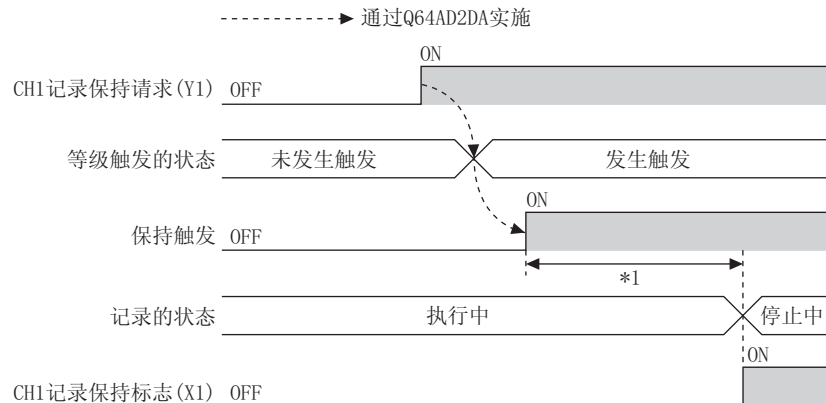 通过Q64AD2DA实施
ON
CH1记录保持请求(Y1) OFF
等级触发的状态 未发生触发 发生触发
ON
保持触发 OFF
*1
记录的状态 执行中 停止中
ON
CH1记录保持标志(X1) OFF